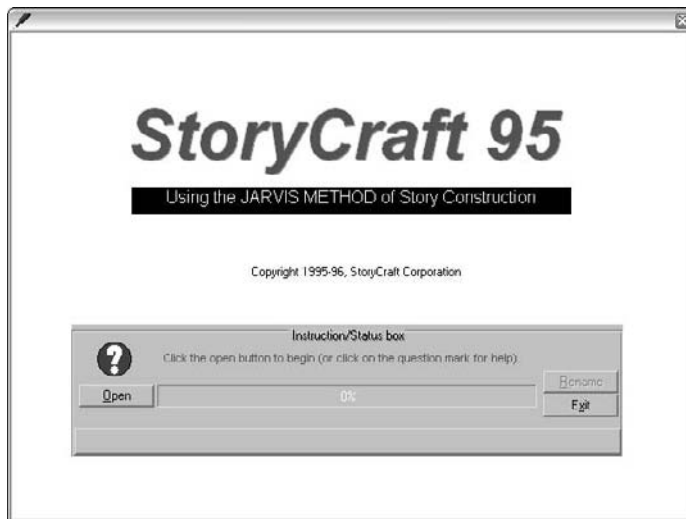 StoryCraft 95
Using the JARVIS METHOD of Story Construction
Copyright 1995-96, StoryCraft Corporation
Instruction/Status box
Click the open button to begin (or click on the question mark for help).
?
Open
0%
Rename
Exit